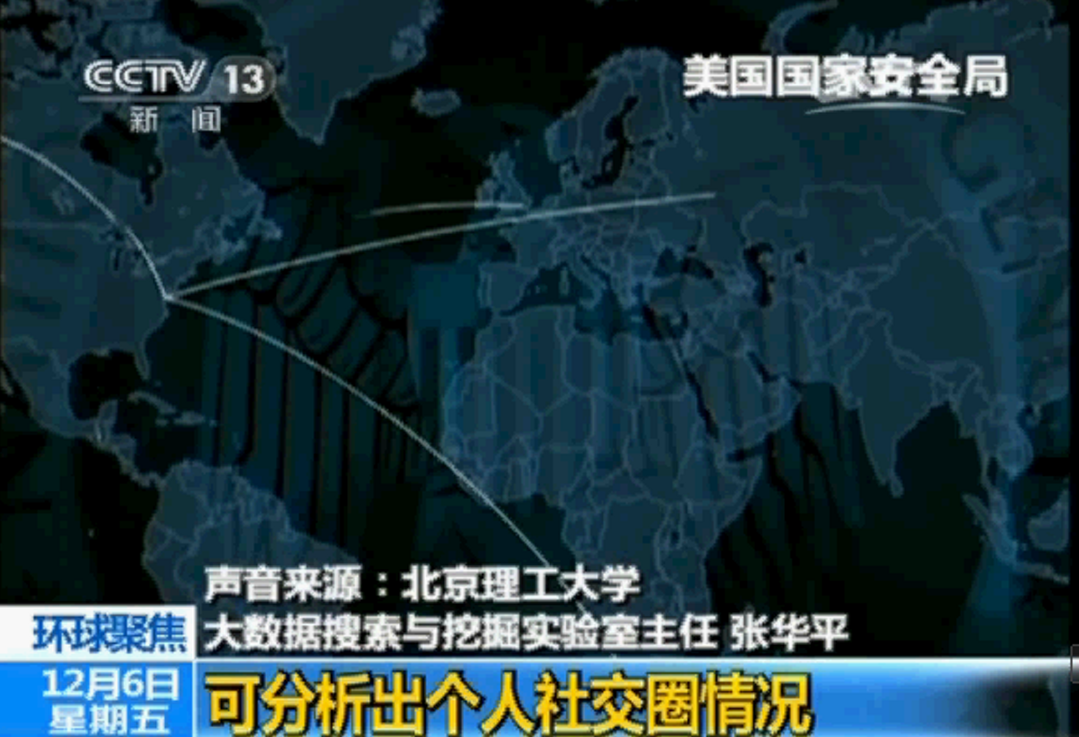 CCTV 13
新闻
美国国家安全局
声音来源：北京理工大学
大数据搜索与挖掘实验室主任 张华平
环球聚焦
12月6日
星期五
可分析出个人社交圈情况